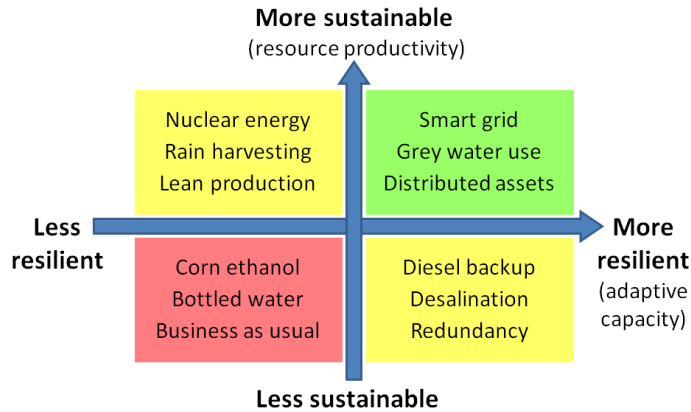 More sustainable
(resource productivity)
Nuclear energy
Rain harvesting
Lean production
Smart grid
Grey water use
Distributed assets
Less
resilient
More
resilient
(adaptive
capacity)
Corn ethanol
Bottled water
Business as usual
Diesel backup
Desalination
Redundancy
Less sustainable